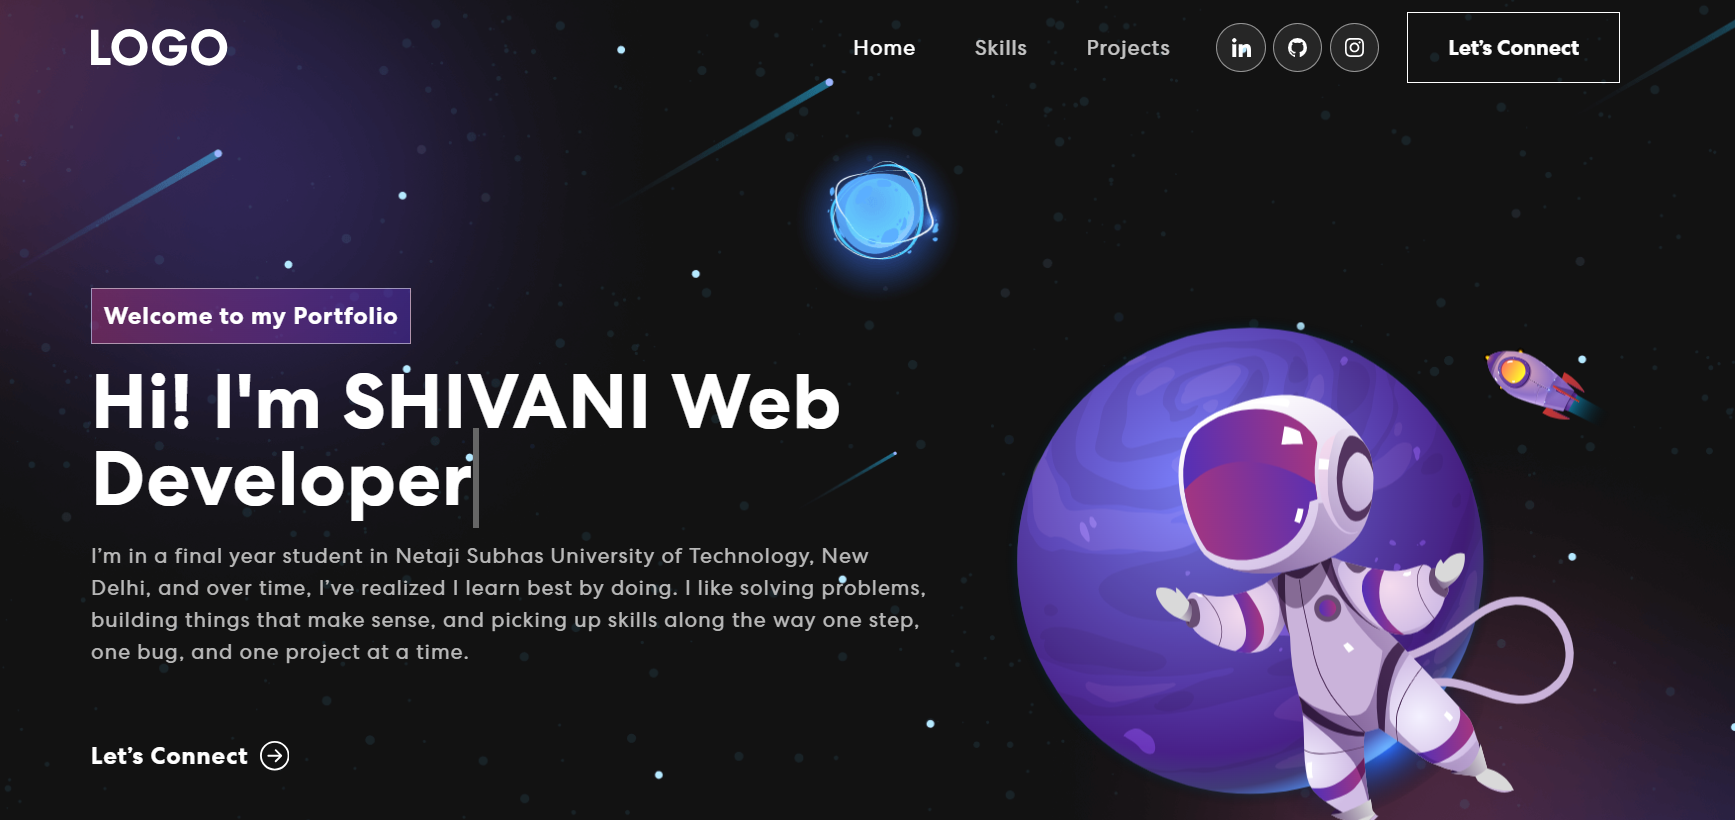 LOGO
Home
Skills
Projects
in
Let's Connect
Welcome to my Portfolio
Hi! I'm SHIVANI Web
Developer
I'm in a final year student in Netaji Subhas University of Technology, New
Delhi, and over time, I've realized I learn best by doing. I like solving problems,
building things that make sense, and picking up skills along the way one step,
one bug, and one project at a time.
Let's Connect